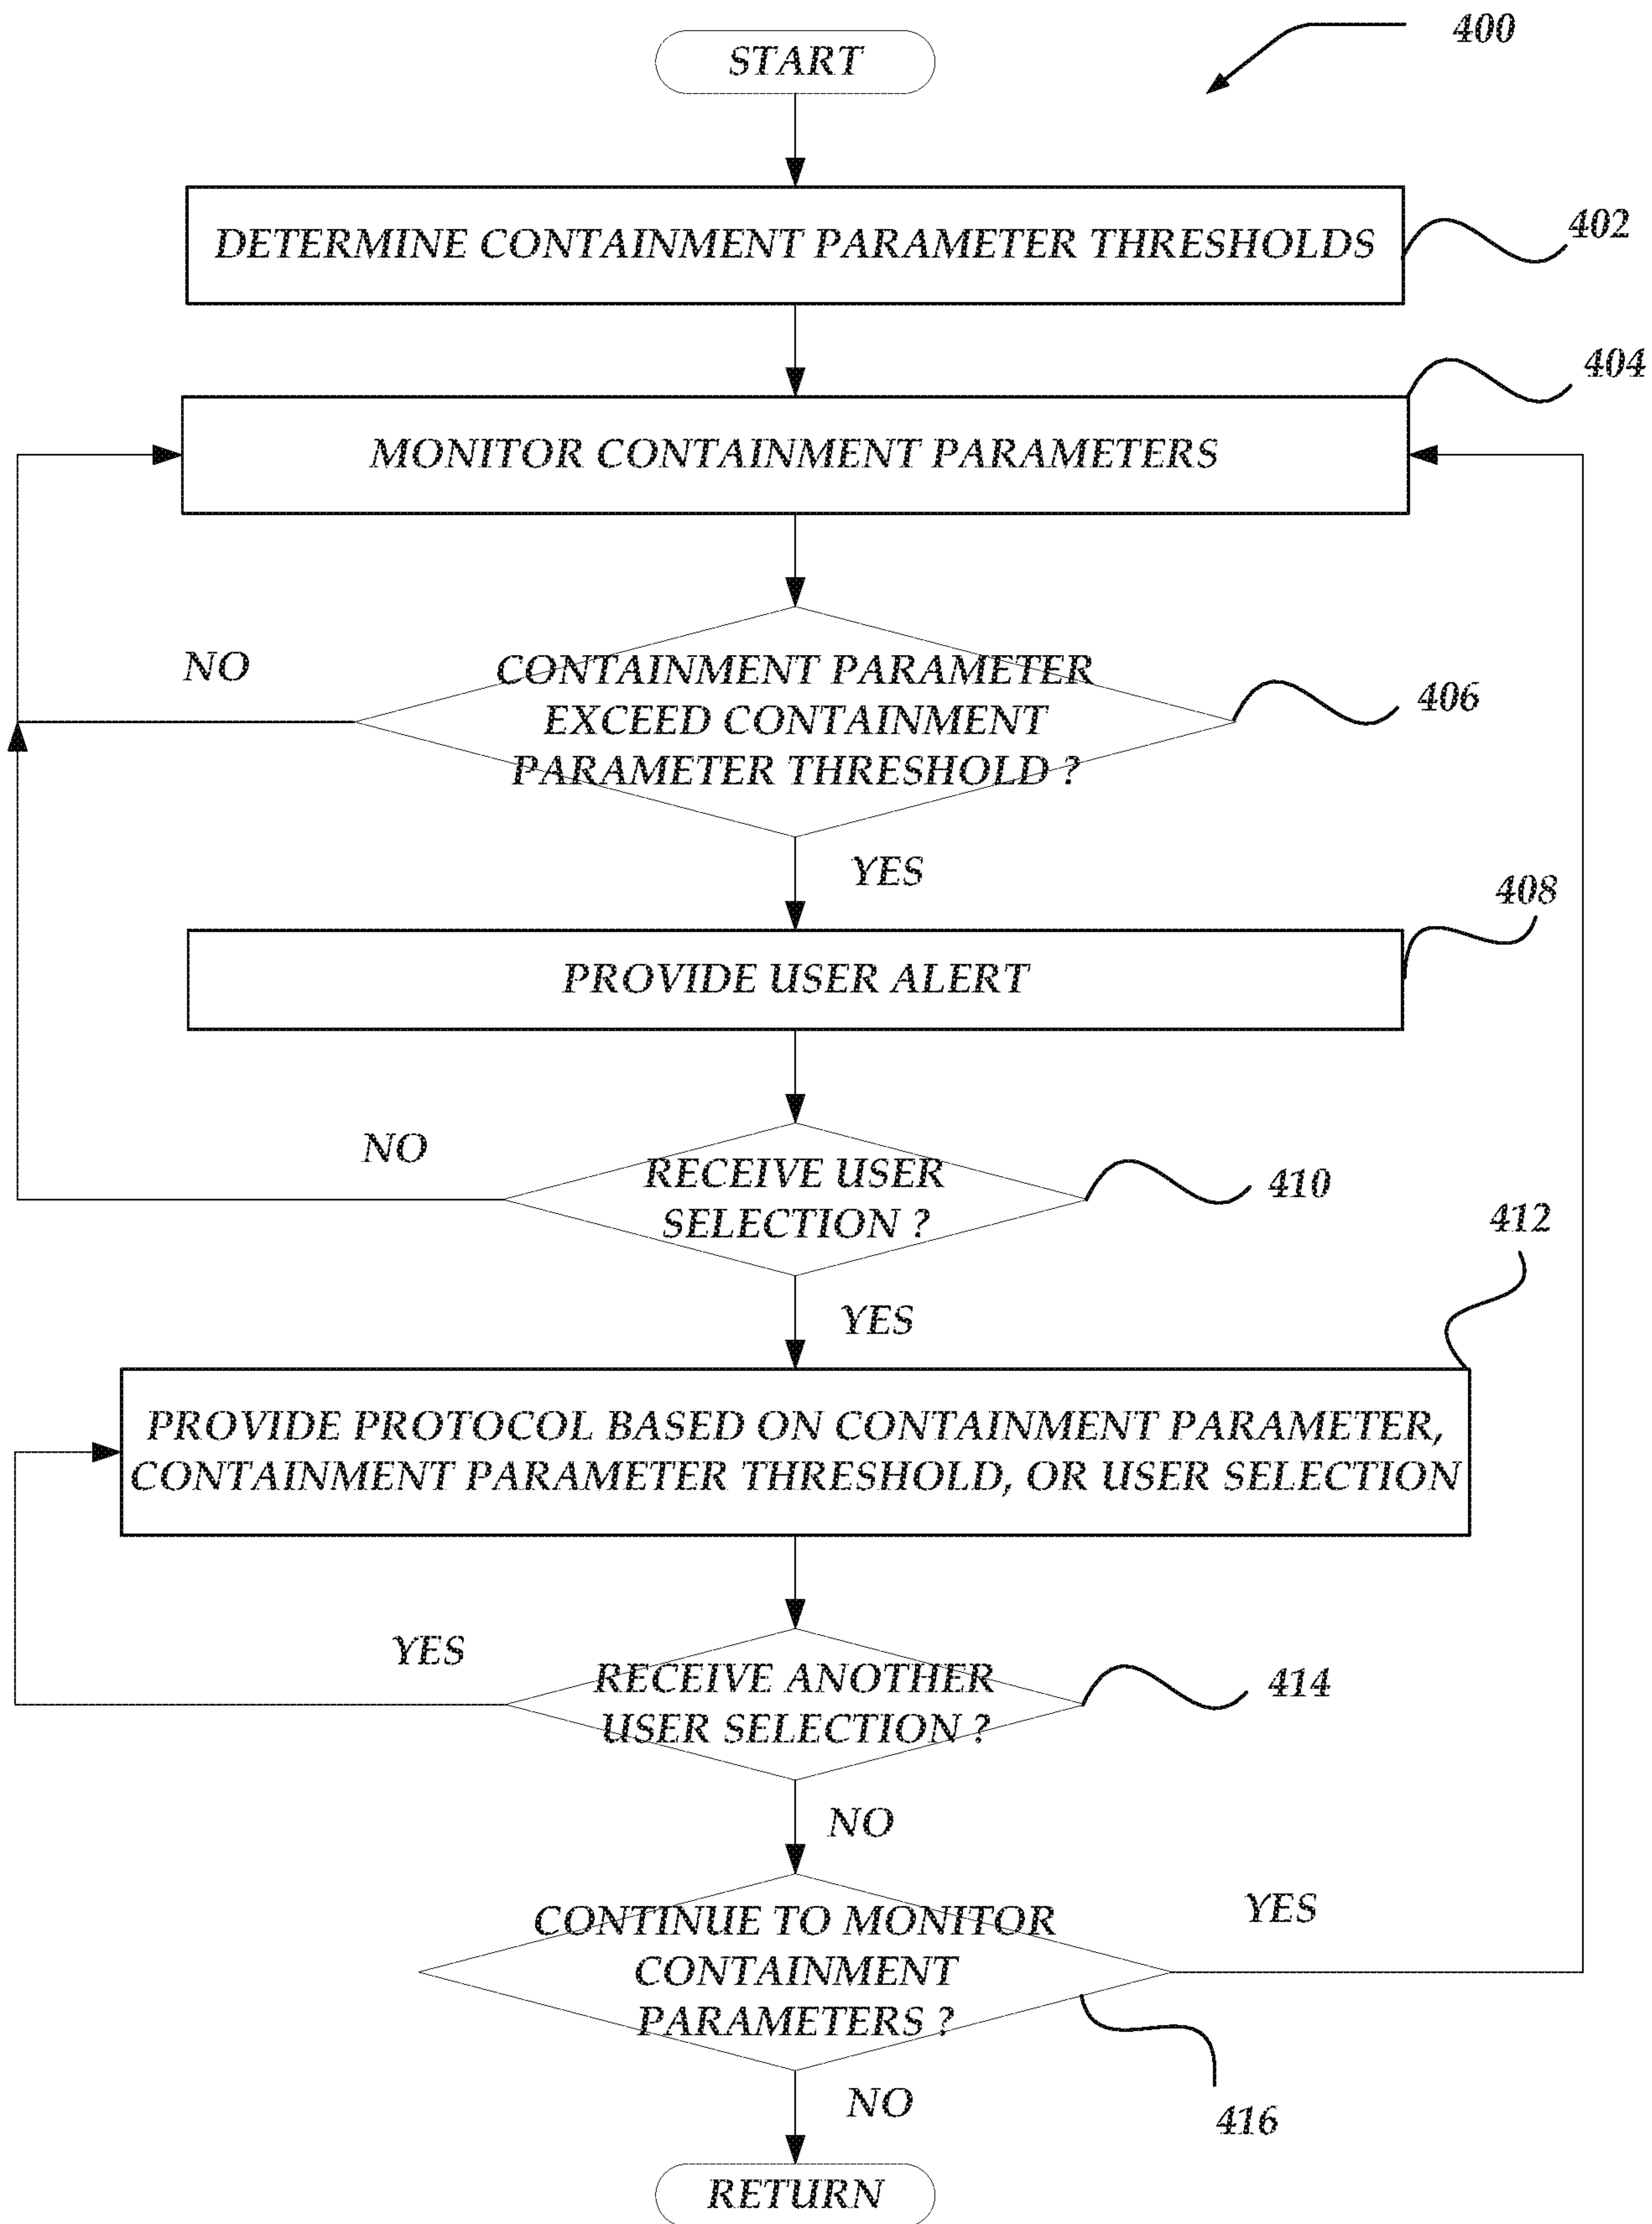 START
400
DETERMINE CONTAINMENT PARAMETER THRESHOLDS
402
404
MONITOR CONTAINMENT PARAMETERS
NO
CONTAINMENT PARAMETER
EXCEED CONTAINMENT
PARAMETER THRESHOLD ?
406
YES
408
PROVIDE USER ALERT
NO
RECEIVE USER
SELECTION ?
410
412
YES
PROVIDE PROTOCOL BASED ON CONTAINMENT PARAMETER,
CONTAINMENT PARAMETER THRESHOLD, OR USER SELECTION
YES
RECEIVE ANOTHER
USER SELECTION ?
414
NO
CONTINUE TO MONITOR
CONTAINMENT
PARAMETERS ?
YES
416
NO
RETURN